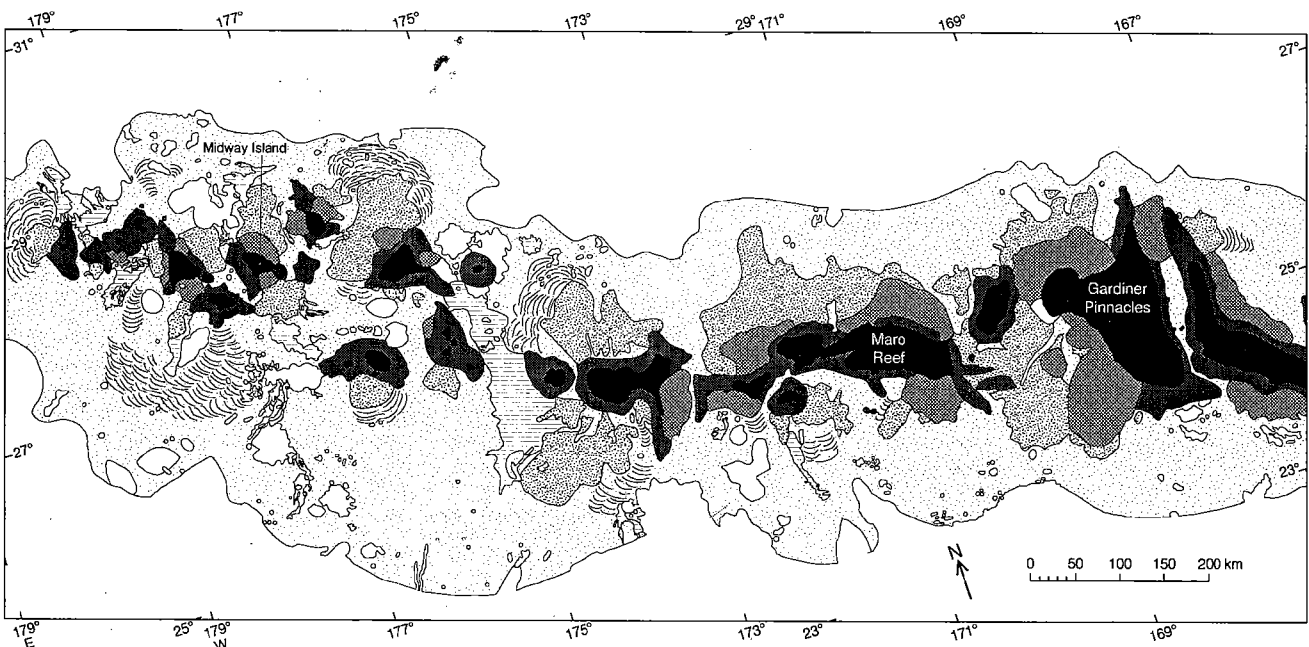 179° 177° 175° 173° 29° 171° 169° 167°
31° 27°
Midway Island
29°
25°
Gardiner
Pinnacles
Maro
Reef
27°
23°
N
0 50 100 150 200 km
179° 25° 179° 177° 175° 173° 23° 171° 169°
E W